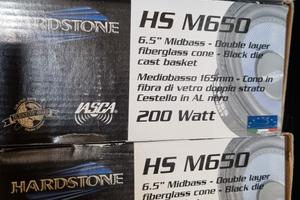 HARDSTONE
HS M650
6.5" Midbass - Double layer
fiberglass cone - Black die
cast basket
Mediobasso 165mm - Cono in
fibra di vetro doppio strato
Cestello in AL nero
IASCA
200 Watt
HARDSTONE
HS M650
6.5" Midbass - Double layer
fiberglass cone - Black die